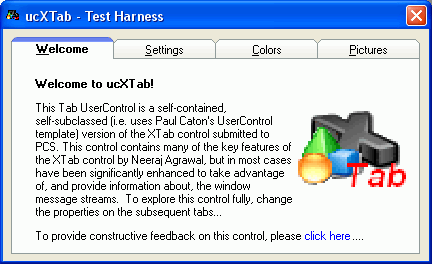 ucXTab - Test Harness
Welcome Settings Colors Pictures
Welcome to ucXTab!
This Tab UserControl is a self-contained,
self-subclassed (i.e. uses Paul Caton's UserControl
template) version of the XTab control submitted to
PCS. This control contains many of the key features
of the XTab control by Neeraj Agrawal, but in most cases
have been significantly enhanced to take advantage
of, and provide information about, the window
message streams.  To explore this control fully, change
the properties on the subsequent tabs...
X
Tab
To provide constructive feedback on this control, please click here ....